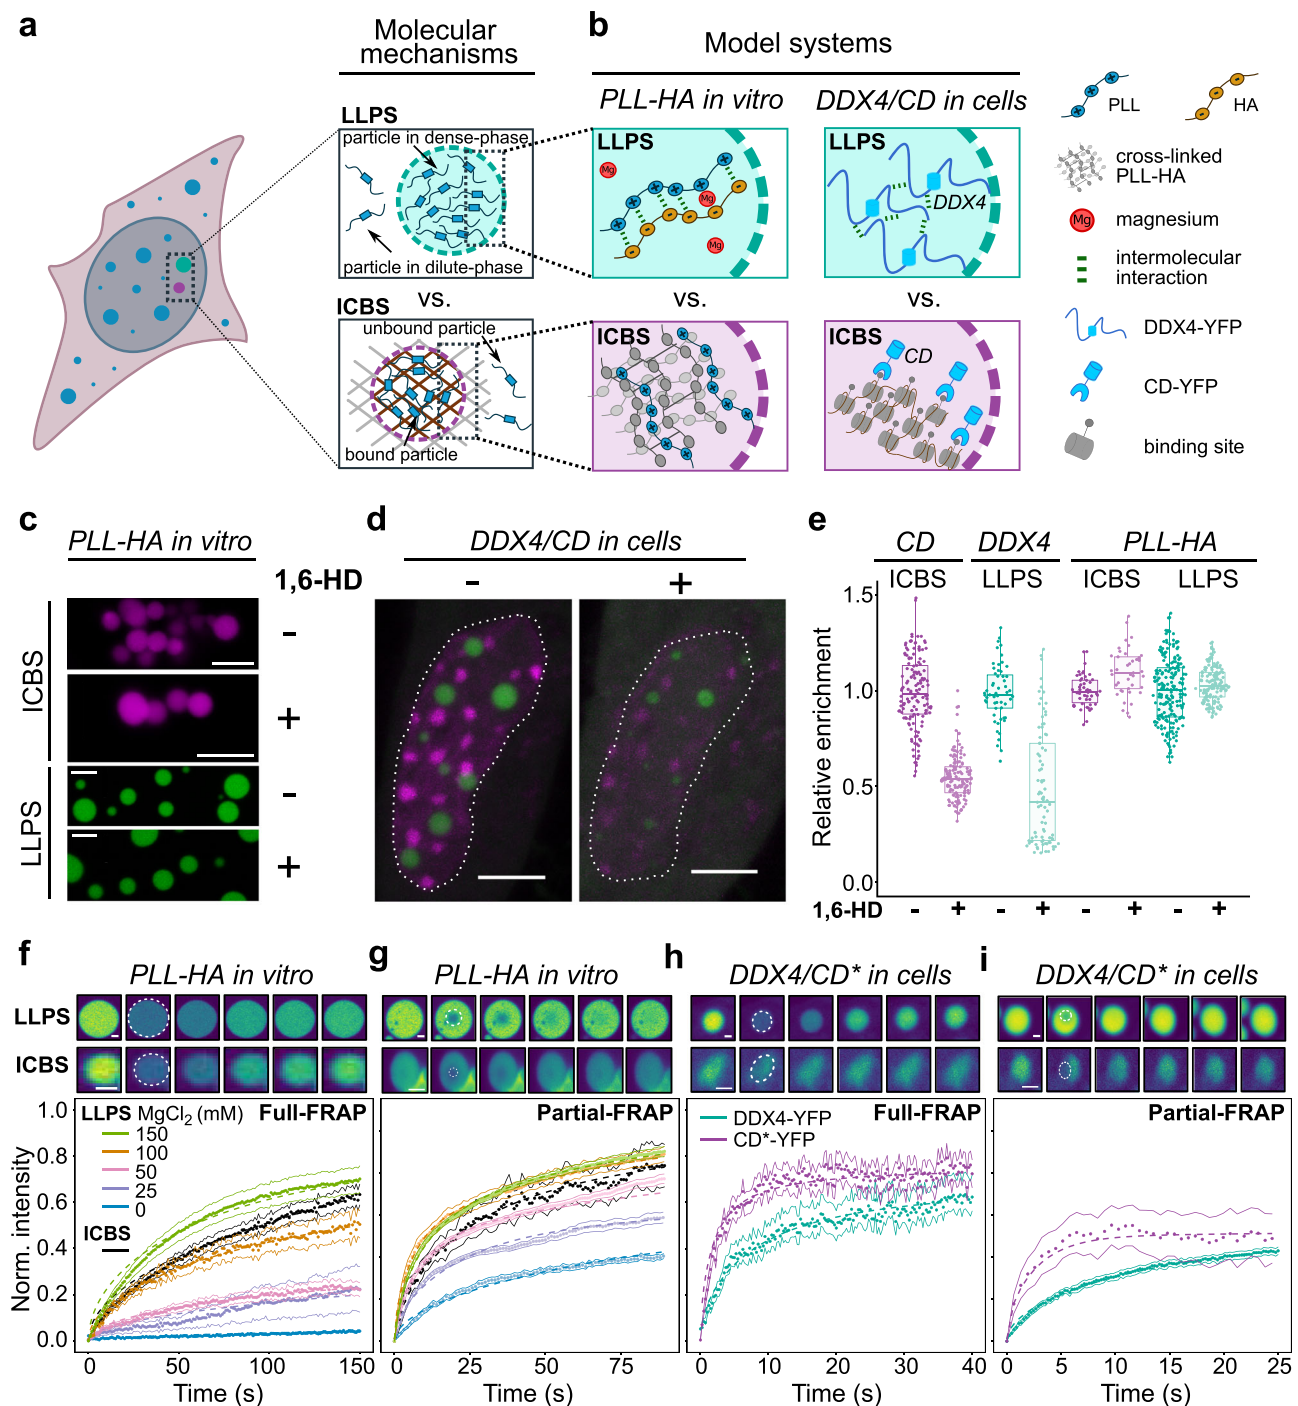 a
Molecular
mechanisms
b
Model systems
PLL-HA in vitro
DDX4/CD in cells
LLPS
particle in dense-phase
particle in dilute-phase
vs.
ICBS
unbound particle
bound particle
LLPS
Mg
Mg
Mg
vs.
ICBS
LLPS
DDX4
vs.
ICBS
CD
PLL
HA
cross-linked
PLL-HA
Mg
magnesium
intermolecular
interaction
DDX4-YFP
CD-YFP
binding site
c
PLL-HA in vitro
1,6-HD
ICBS
-
+
LLPS
-
+
d
DDX4/CD in cells
- +
e
CD DDX4 PLL-HA
ICBS LLPS ICBS LLPS
Relative enrichment
1.5
1.0
0.5
0.0
1,6-HD - + - + - + - +
f
PLL-HA in vitro
LLPS
ICBS
LLPS MgCl2 (mM)
Full-FRAP
150
100
50
25
0
ICBS
Norm. intensity
1.0
0.8
0.6
0.4
0.2
0.0
0 50 100 150
Time (s)
g
PLL-HA in vitro
Partial-FRAP
0 25 50 75
Time (s)
h
DDX4/CD* in cells
Full-FRAP
DDX4-YFP
CD*-YFP
0 10 20 30 40
Time (s)
i
DDX4/CD* in cells
Partial-FRAP
0 5 10 15 20 25
Time (s)